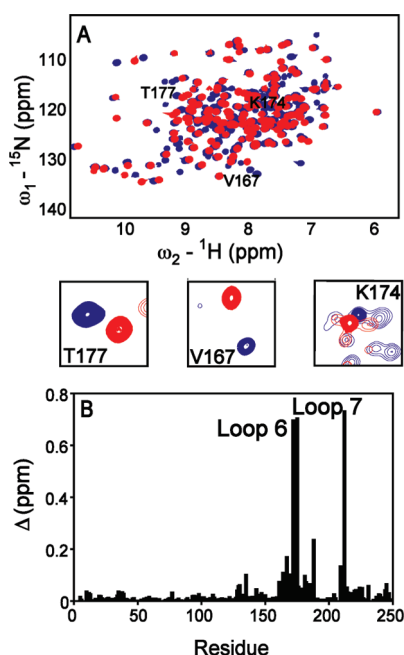 A
110
120
130
140
T177
K174
V167
ω1 - 15N (ppm)
10 9 8 7 6
ω2 - 1H (ppm)
T177
V167
K174
B
Loop 6
Loop 7
0.8
0.6
0.4
0.2
0
Δ (ppm)
0 50 100 150 200 250
Residue